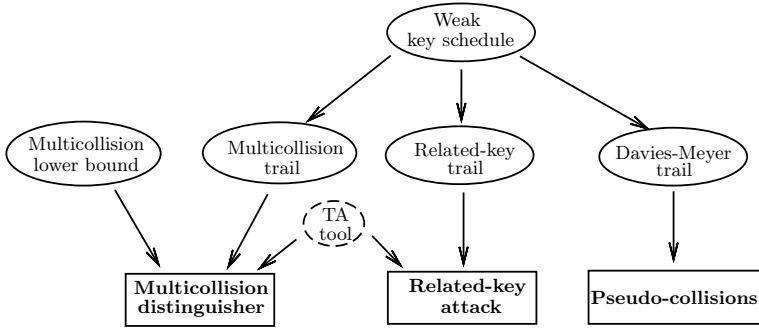 Weak
key schedule
Multicollision
lower bound
Multicollision
trail
Related-key
trail
Davies-Meyer
trail
TA
tool
Multicollision
distinguisher
Related-key
attack
Pseudo-collisions